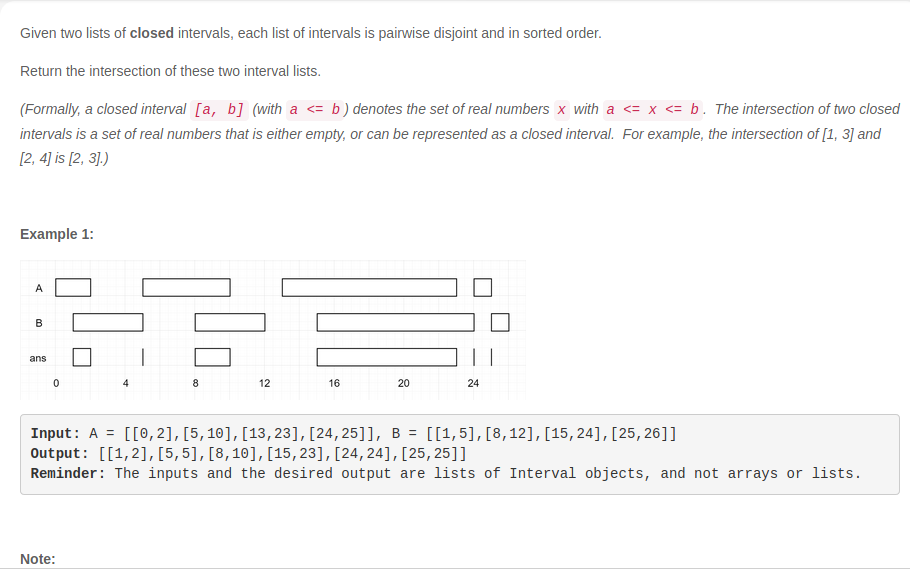 Given two lists of closed intervals, each list of intervals is pairwise disjoint and in sorted order.
Return the intersection of these two interval lists.
(Formally, a closed interval [a, b] (with a <= b) denotes the set of real numbers x with a <= x <= b. The intersection of two closed
intervals is a set of real numbers that is either empty, or can be represented as a closed interval. For example, the intersection of [1, 3] and
[2, 4] is [2, 3].)
Example 1:
A
B
ans
0 4 8 12 16 20 24
Input: A = [[0,2],[5,10],[13,23],[24,25]], B = [[1,5],[8,12],[15,24],[25,26]]
Output: [[1,2],[5,5],[8,10],[15,23],[24,24],[25,25]]
Reminder: The inputs and the desired output are lists of Interval objects, and not arrays or lists.
Note: